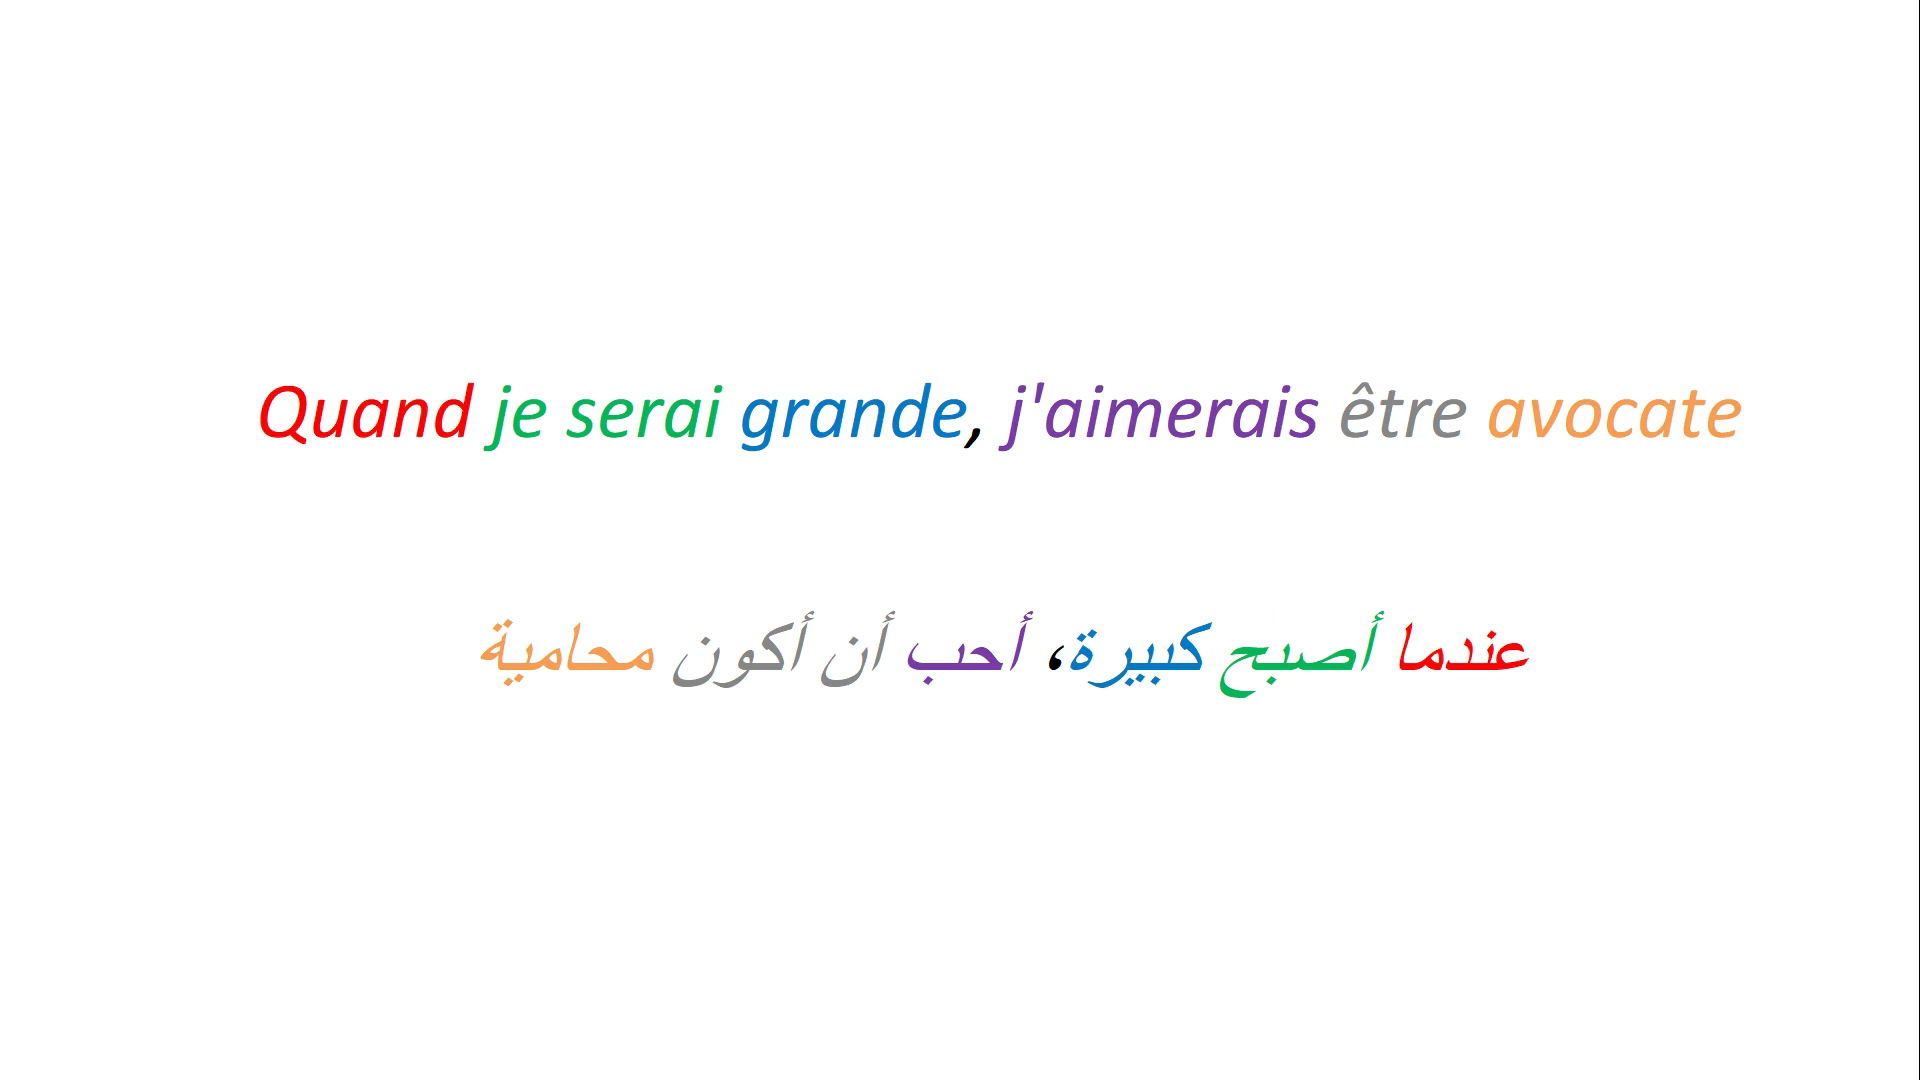 Quand je serai grande, j'aimerais être avocate
عندما أصبح كبيرة، أحب أن أكون محامية